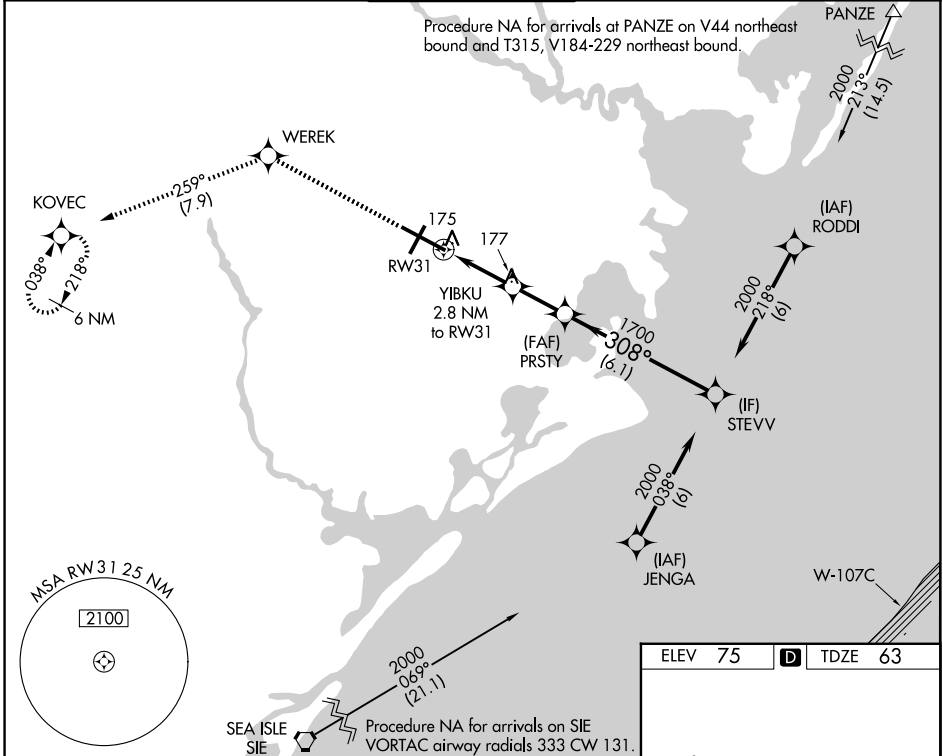 Procedure NA for arrivals at PANZE on V44 northeast
bound and T315, V184-229 northeast bound.
PANZE
2000
213°
(14.5)
WEREK
259°
(7.9)
KOVEC
038°
218°
6 NM
175
RW31
177
YIBKU
2.8 NM
to RW31
(FAF)
PRSTY
1700
308°
(6.1)
(IAF)
RODDI
2000
218°
(6)
(IF)
STEVV
2000
038°
(6)
(IAF)
JENGA
W-107C
MSA RW31 25 NM
2100
2000
069°
(21.1)
SEA ISLE
SIE
Procedure NA for arrivals on SIE
VORTAC airway radials 333 CW 131.
ELEV 75 D TDZE 63